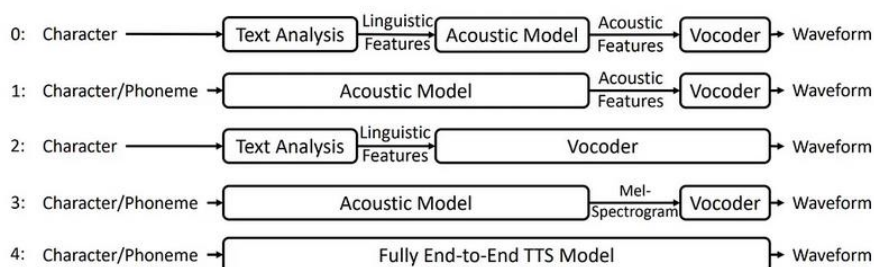 0: Character Text Analysis Linguistic Features Acoustic Model Acoustic Features Vocoder Waveform
1: Character/Phoneme Acoustic Model Acoustic Features Vocoder Waveform
2: Character Text Analysis Linguistic Features Vocoder Waveform
3: Character/Phoneme Acoustic Model Mel-Spectrogram Vocoder Waveform
4: Character/Phoneme Fully End-to-End TTS Model Waveform